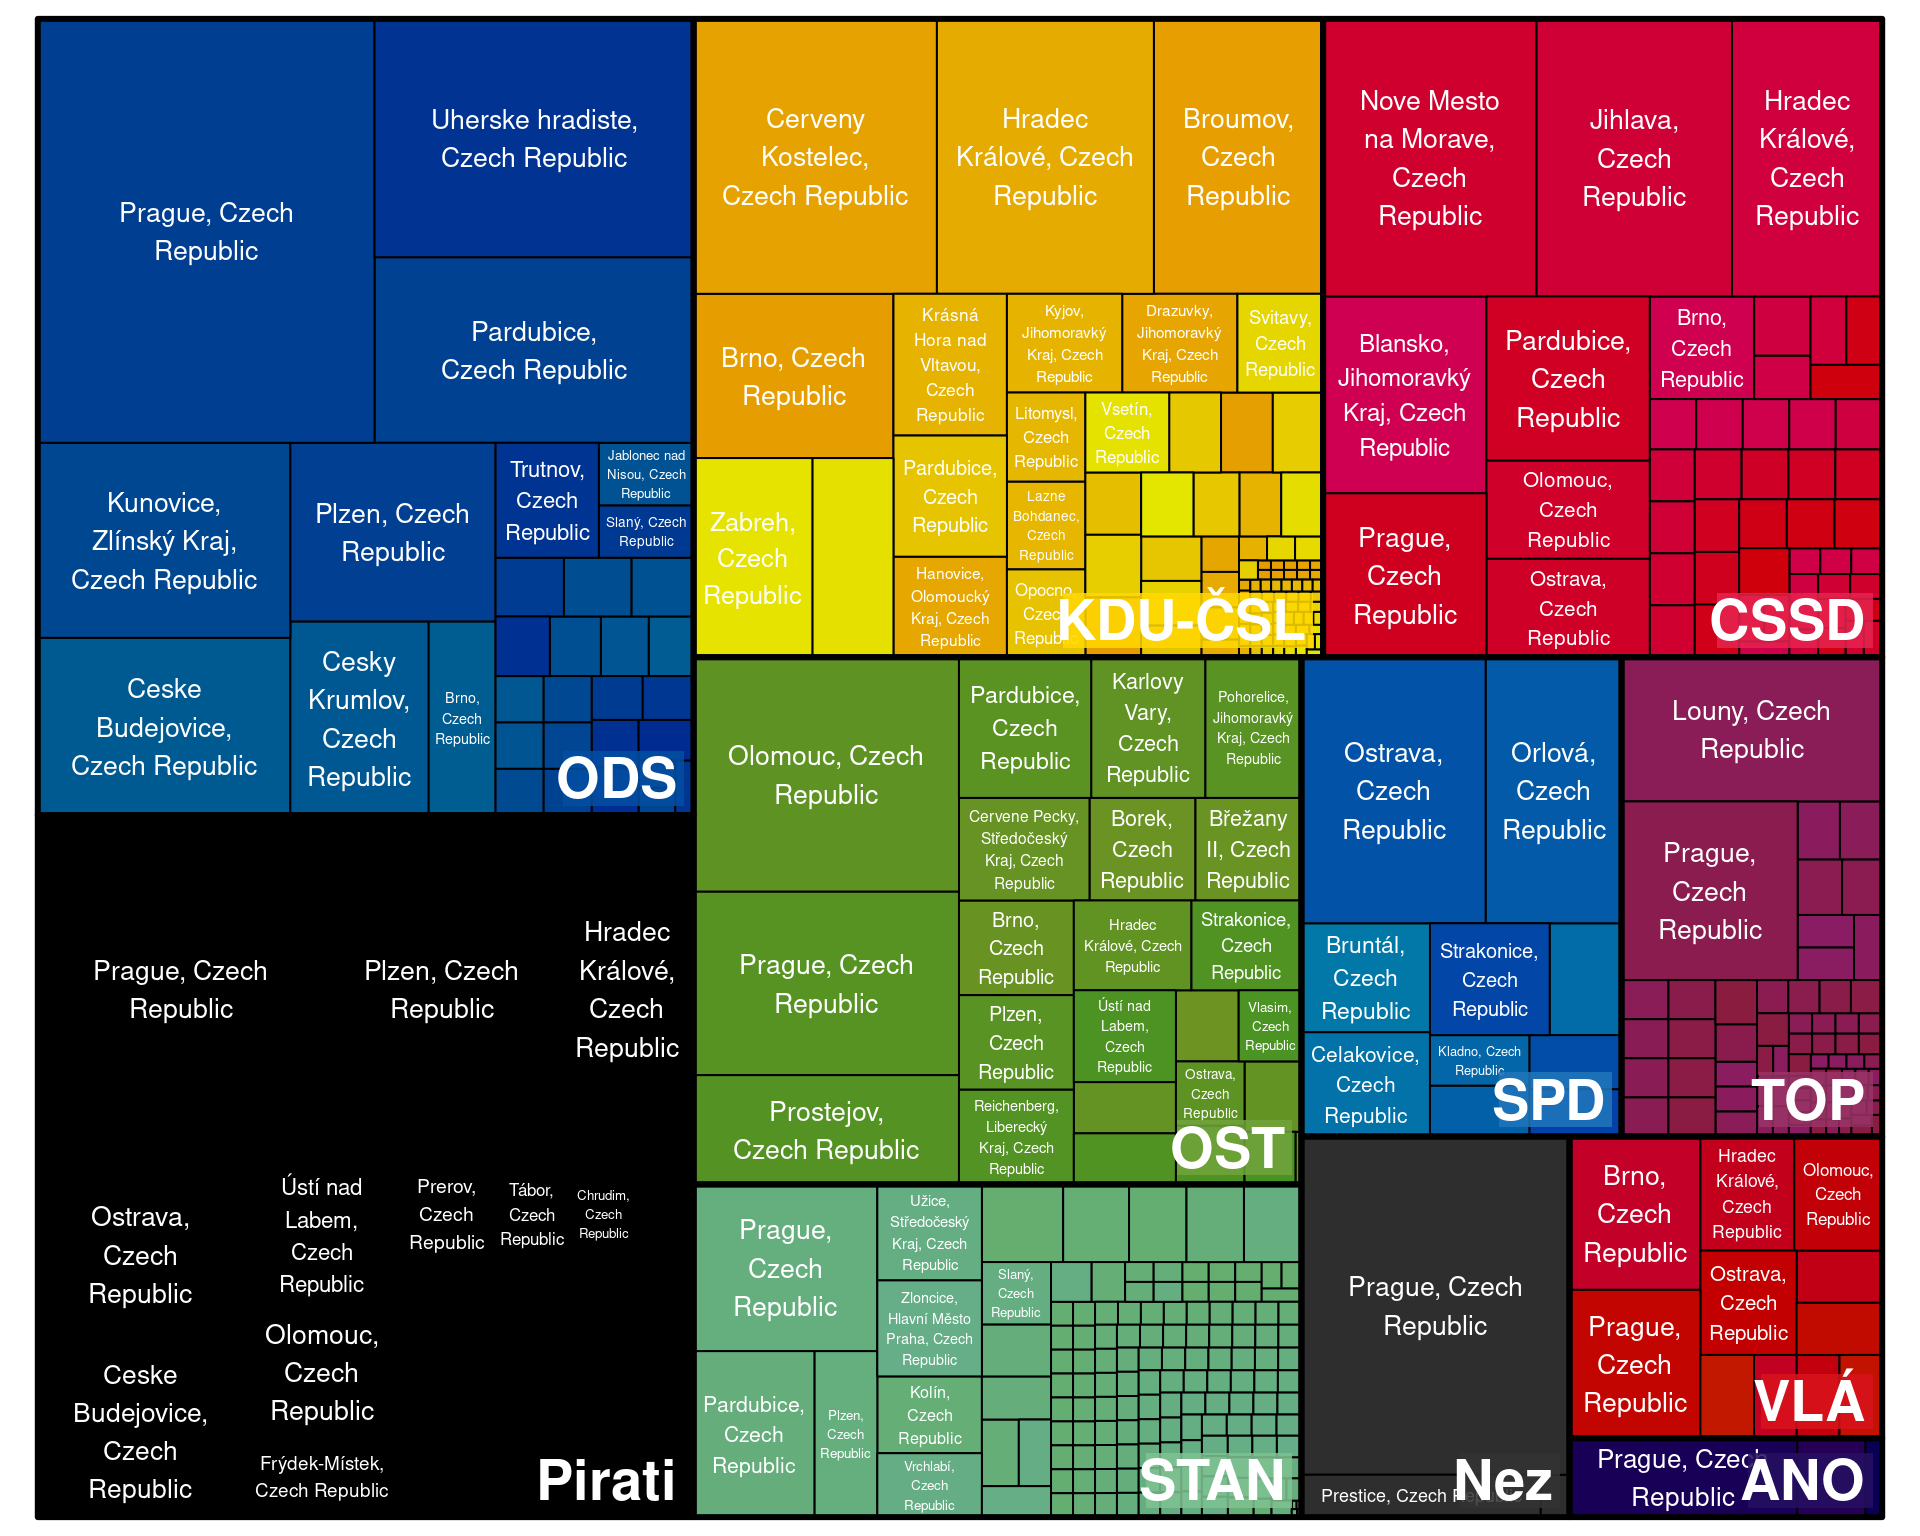 Prague, Czech
Republic
Uherske hradiste,
Czech Republic
Pardubice,
Czech Republic
Kunovice,
Zlínský Kraj,
Czech Republic
Plzen, Czech
Republic
Trutnov,
Czech
Republic
Jablonec nad
Nisou, Czech
Republic
Slaný, Czech
Republic
Ceske
Budejovice,
Czech Republic
Cesky
Krumlov,
Czech
Republic
Brno,
Czech
Republic
ODS
Cerveny
Kostelec,
Czech Republic
Hradec
Králové, Czech
Republic
Broumov,
Czech
Republic
Brno, Czech
Republic
Krásná
Hora nad
Vltavou,
Czech
Republic
Kyjov,
Jihomoravký
Kraj, Czech
Republic
Drazuvky,
Jihomoravký
Kraj, Czech
Republic
Svitavy,
Czech
Republic
Litomysl,
Czech
Republic
Vsetín,
Czech
Republic
Zabreh,
Czech
Republic
Pardubice,
Czech
Republic
Lazne
Bohdanec,
Czech
Republic
Hanovice,
Olomoucký
Kraj, Czech
Republic
Opocno,
Czech
Republic
KDU-ČSL
Nove Mesto
na Morave,
Czech
Republic
Jihlava,
Czech
Republic
Hradec
Králové,
Czech
Republic
Blansko,
Jihomoravký
Kraj, Czech
Republic
Pardubice,
Czech
Republic
Brno,
Czech
Republic
Prague,
Czech
Republic
Olomouc,
Czech
Republic
Ostrava,
Czech
Republic
CSSD
Prague, Czech
Republic
Plzen, Czech
Republic
Hradec
Králové,
Czech
Republic
Ostrava,
Czech
Republic
Ústí nad
Labem,
Czech
Republic
Prerov,
Czech
Republic
Tábor,
Czech
Republic
Chrudim,
Czech
Republic
Ceske
Budejovice,
Czech
Republic
Olomouc,
Czech
Republic
Frýdek-Místek,
Czech Republic
Pirati
Olomouc, Czech
Republic
Pardubice,
Czech
Republic
Karlovy
Vary,
Czech
Republic
Pohorelice,
Jihomoravký
Kraj, Czech
Republic
Cervene Pecky,
Středočeský
Kraj, Czech
Republic
Borek,
Czech
Republic
Břežany
II, Czech
Republic
Prague, Czech
Republic
Brno,
Czech
Republic
Hradec
Králové, Czech
Republic
Strakonice,
Czech
Republic
Plzen,
Czech
Republic
Ústí nad
Labem,
Czech
Republic
Vlasim,
Czech
Republic
Prostejov,
Czech Republic
Reichenberg,
Liberecký
Kraj, Czech
Republic
Ostrava,
Czech
Republic
OST
Ostrava,
Czech
Republic
Orlová,
Czech
Republic
Bruntál,
Czech
Republic
Strakonice,
Czech
Republic
Celakovice,
Czech
Republic
Kladno, Czech
Republic
SPD
Louny, Czech
Republic
Prague,
Czech
Republic
TOP
Prague,
Czech
Republic
Užice,
Středočeský
Kraj, Czech
Republic
Zloncice,
Hlavní Město
Praha, Czech
Republic
Slaný,
Czech
Republic
Pardubice,
Czech
Republic
Plzen,
Czech
Republic
Kolín,
Czech
Republic
Vrchlabí,
Czech
Republic
STAN
Prague, Czech
Republic
Prestice, Czech Republic
Nez
Brno,
Czech
Republic
Hradec
Králové,
Czech
Republic
Olomouc,
Czech
Republic
Prague,
Czech
Republic
Ostrava,
Czech
Republic
VLÁ
Prague, Czech
Republic
ANO